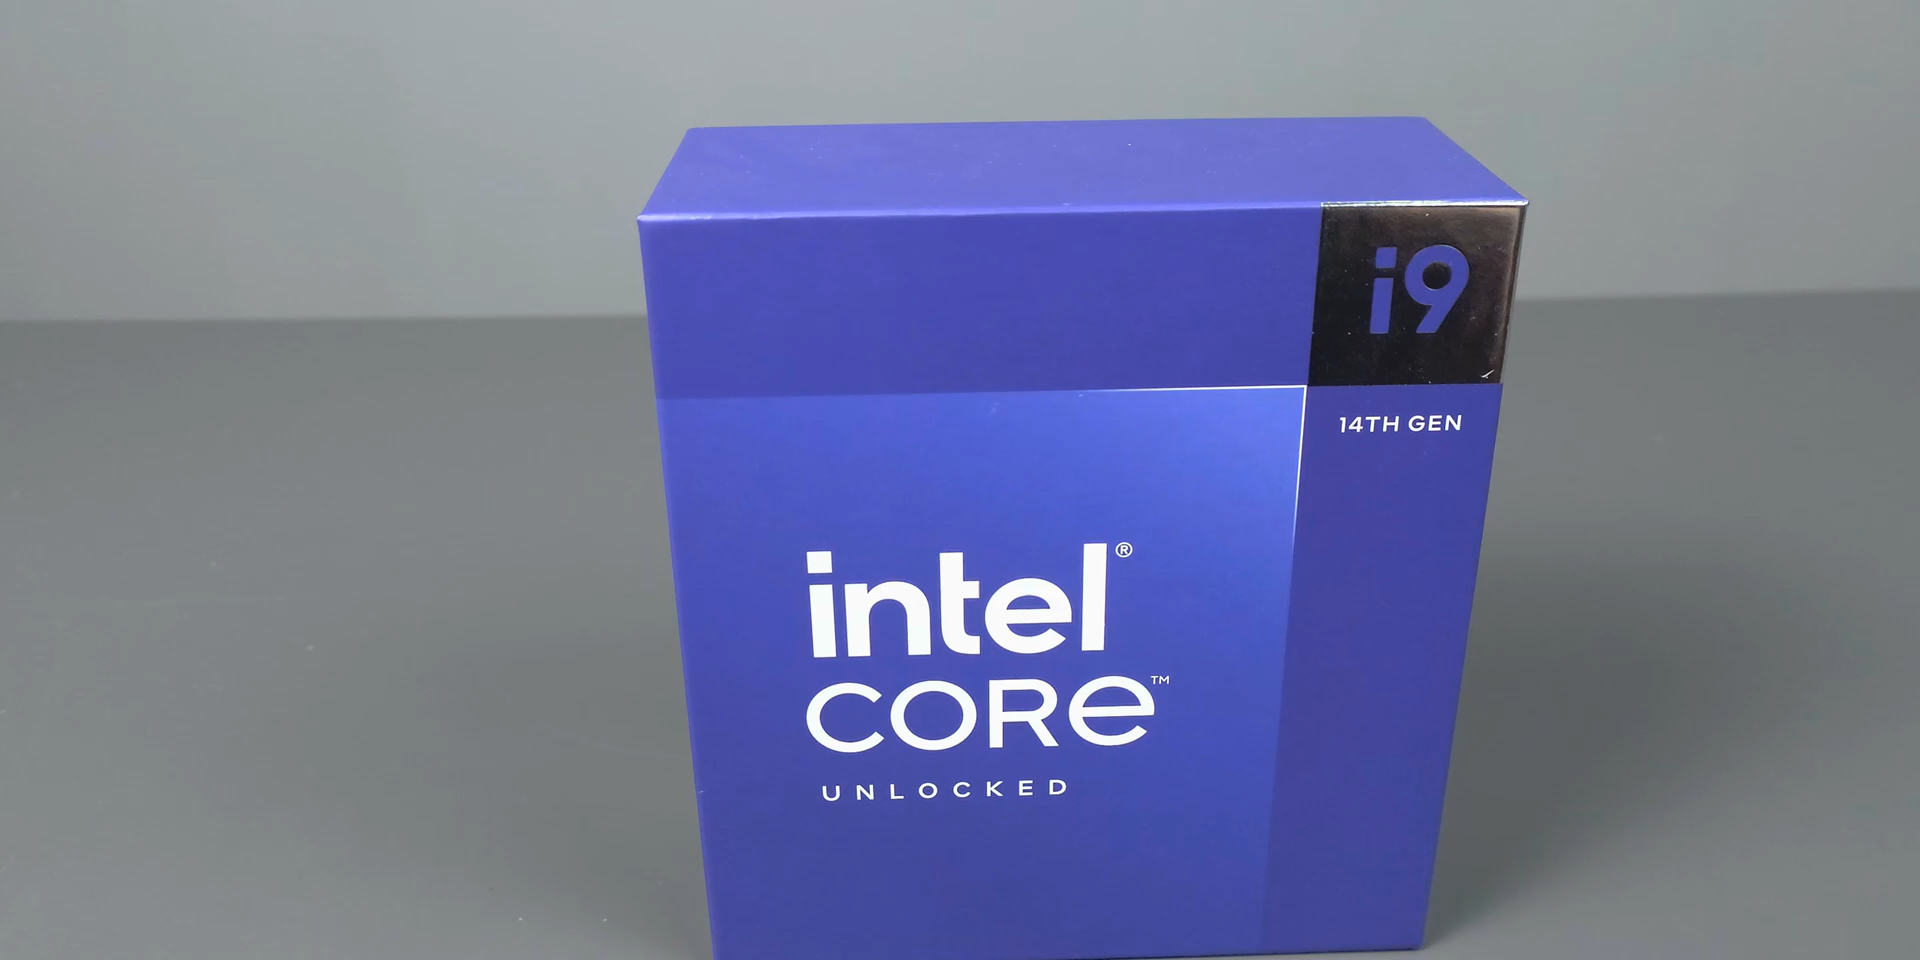 i9
14TH GEN
intel®
CORE™
UNLOCKED